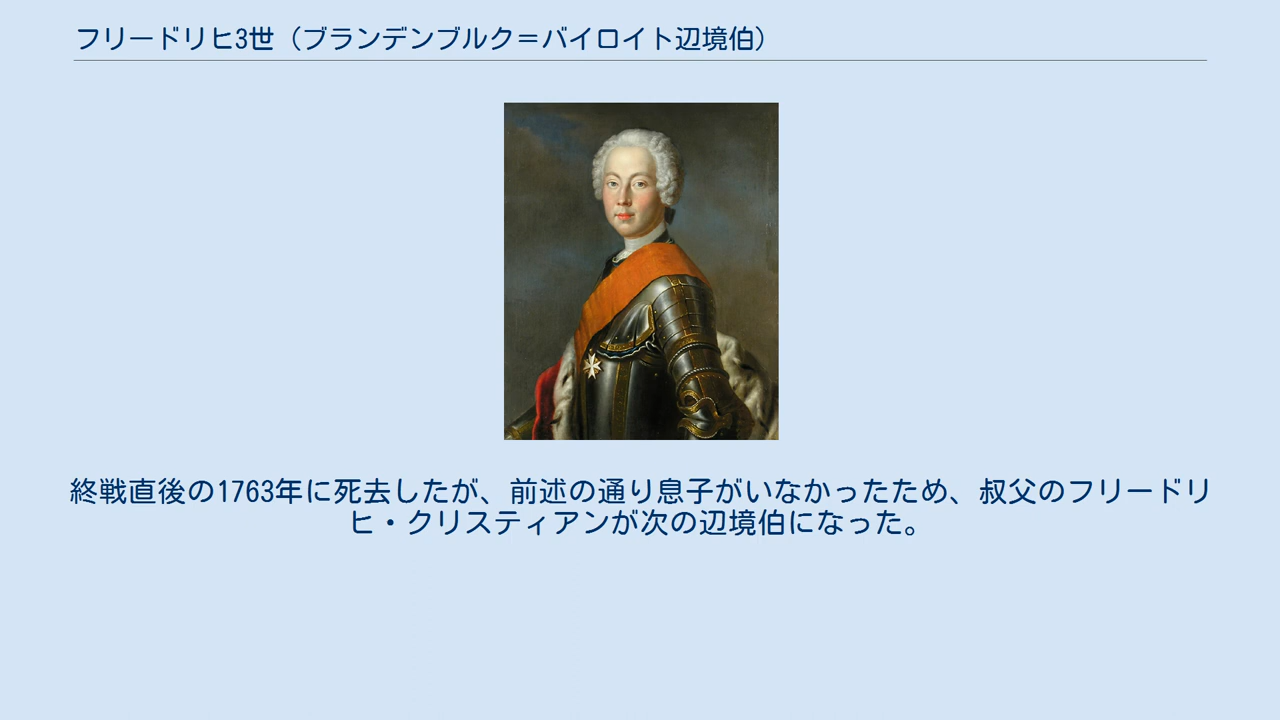 フリードリヒ3世（ブランデンブルク＝バイロイト辺境伯）
終戦直後の1763年に死去したが、前述の通り息子がいなかったため、叔父のフリードリ
ヒ・クリスティアンが次の辺境伯になった。